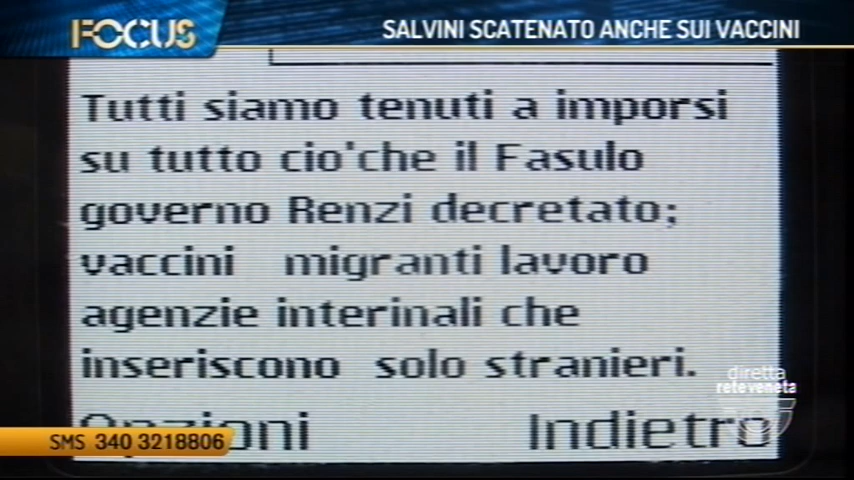 FOCUS
SALVINI SCATENATO ANCHE SUI VACCINI
Tutti siamo tenuti a imporsi
su tutto cio'che il Fasulo
governo Renzi decretato;
vaccini migranti lavoro
agenzie interinali che
inseriscono solo stranieri.
diretta
reteveneta
Opzioni Indietro
SMS 340 3218806